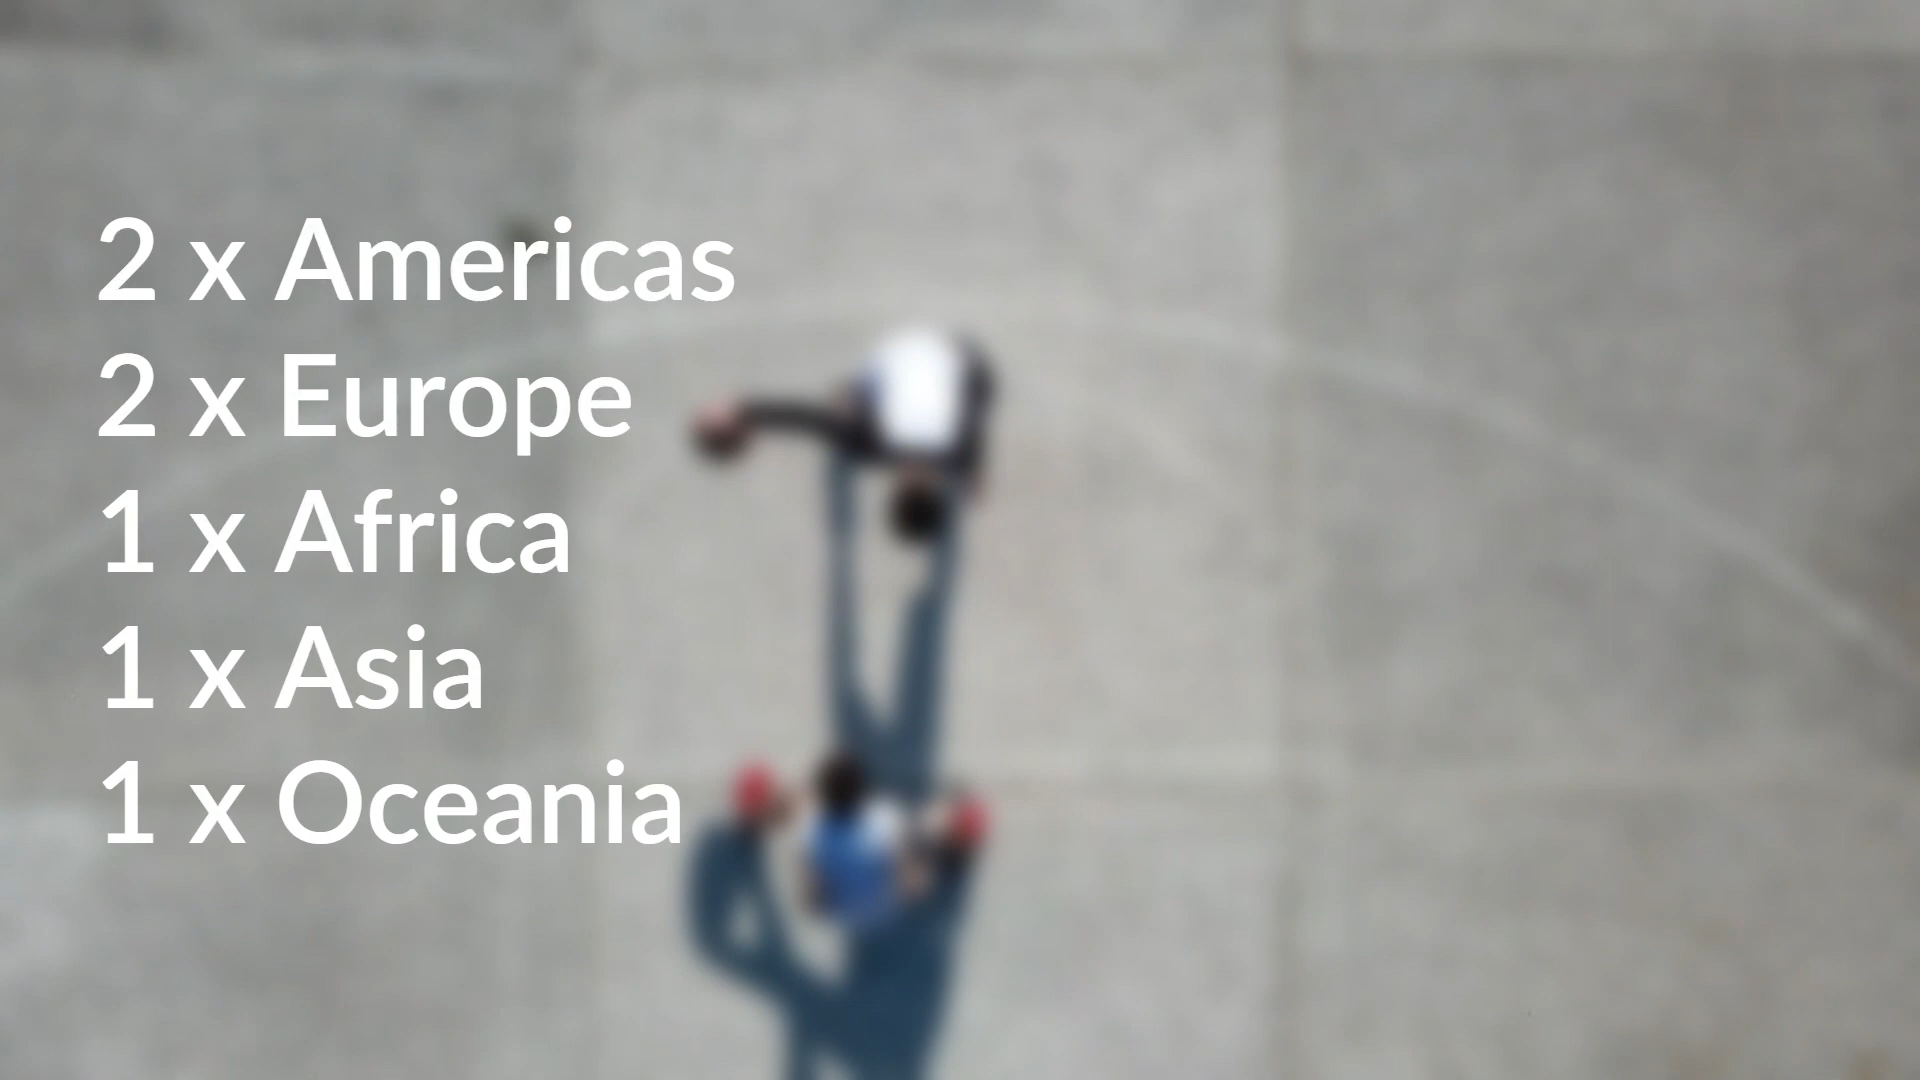 2 x Americas
2 x Europe
1 x Africa
1 x Asia
1 x Oceania